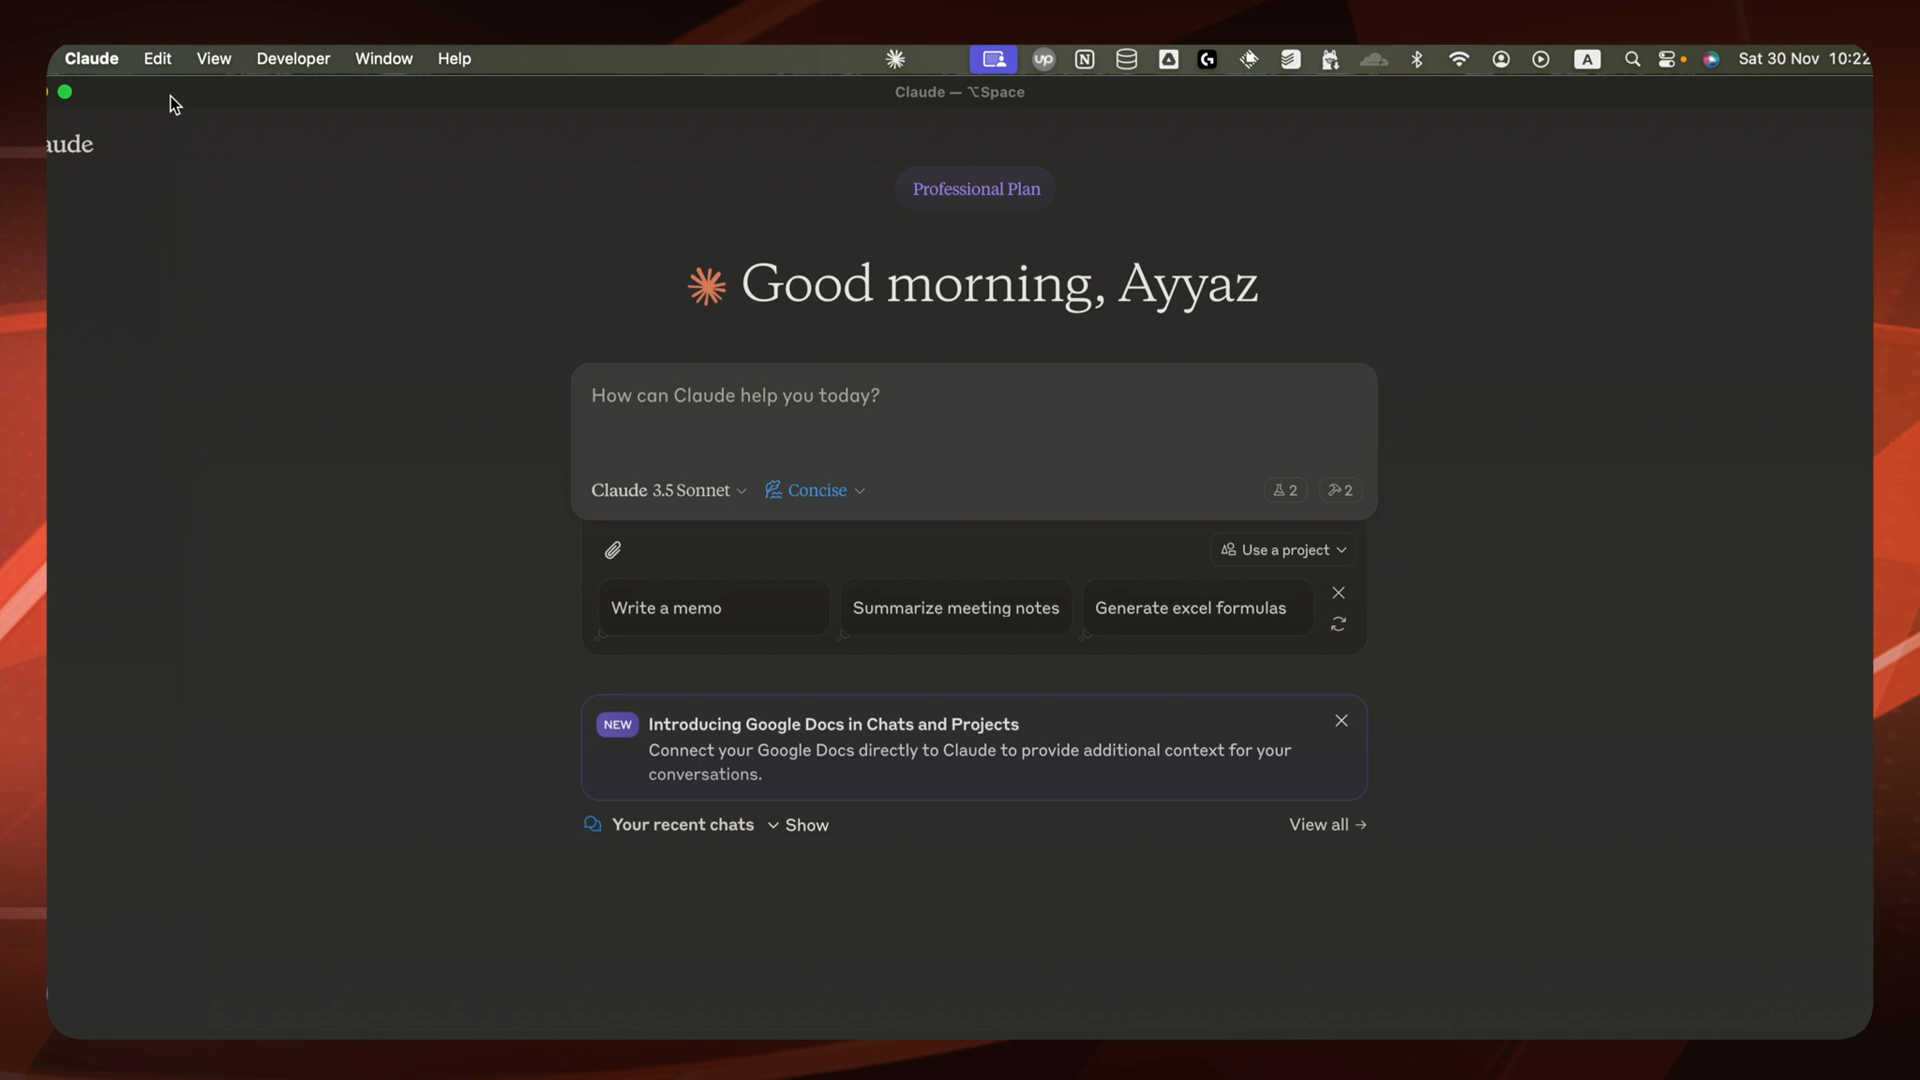 Claude Edit View Developer Window Help up N A Sat 30 Nov 10:22
Claude — ⌥Space
aude
Professional Plan
Good morning, Ayyaz
How can Claude help you today?
Claude 3.5 Sonnet Concise 2 2
Use a project
Write a memo Summarize meeting notes Generate excel formulas
NEW Introducing Google Docs in Chats and Projects
Connect your Google Docs directly to Claude to provide additional context for your
conversations.
Your recent chats Show View all →